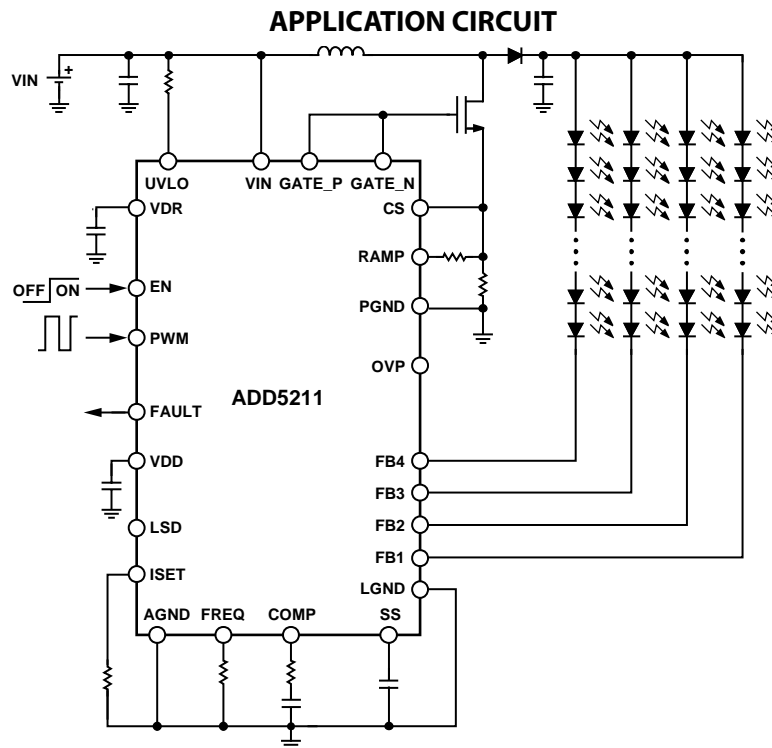 APPLICATION CIRCUIT
VIN
+
UVLO
VIN
GATE_P
GATE_N
VDR
CS
RAMP
OFF
ON
EN
PGND
PWM
OVP
ADD5211
FAULT
VDD
FB4
FB3
LSD
FB2
FB1
ISET
LGND
AGND
FREQ
COMP
SS